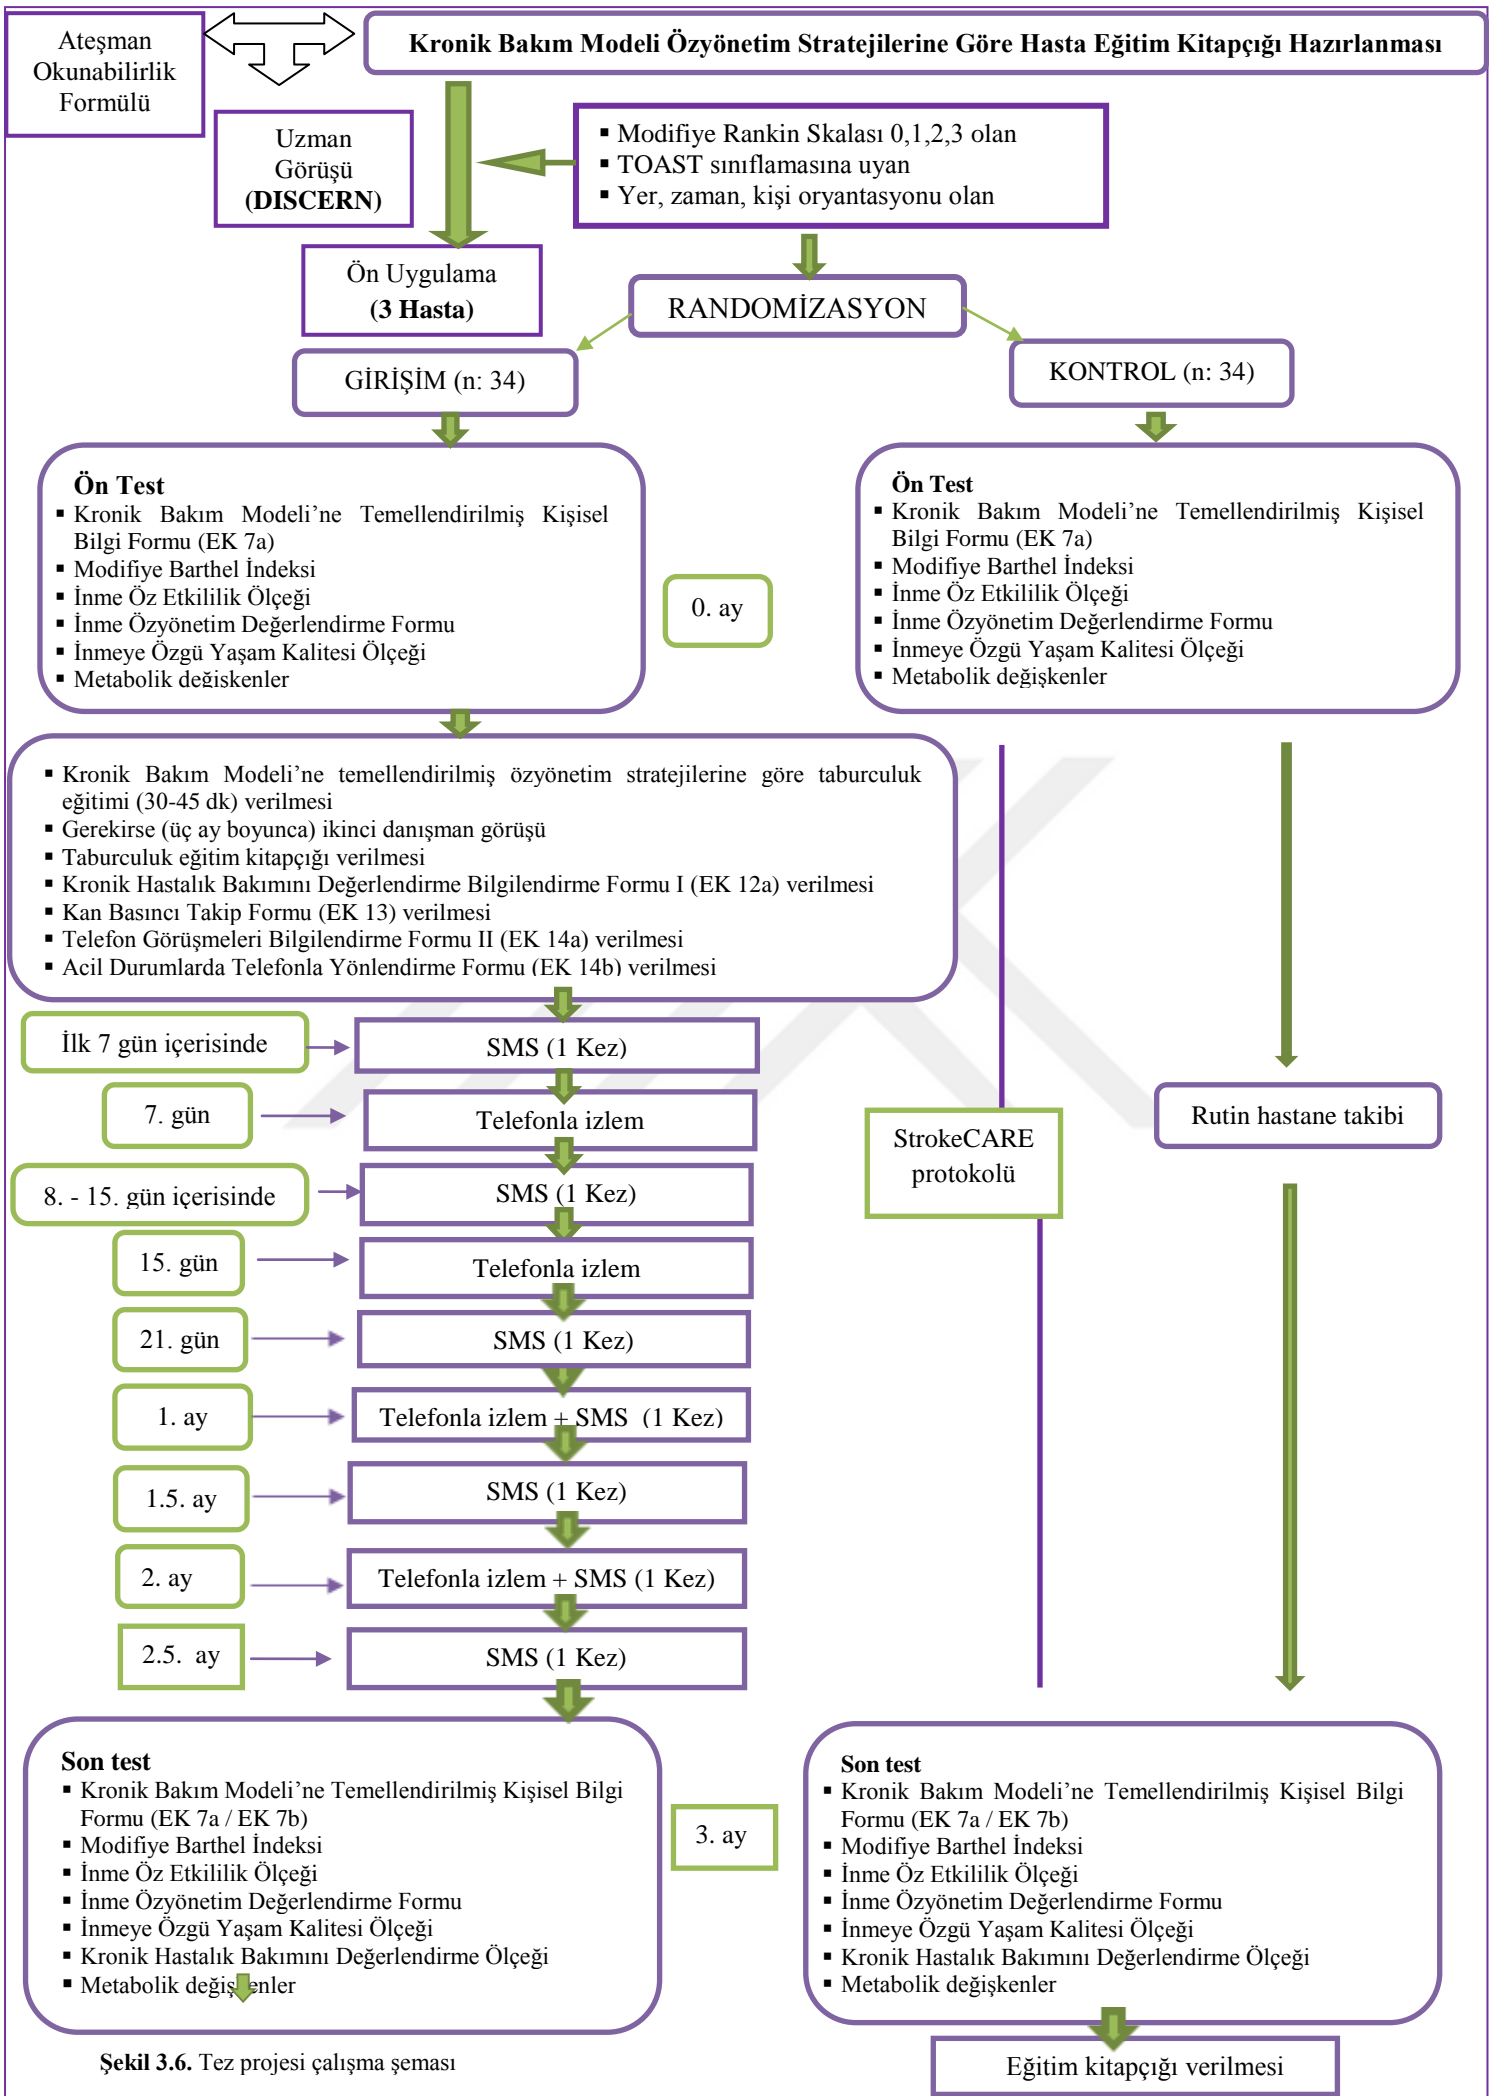 Ateşman
Okunabilirlik
Formülü
Kronik Bakım Modeli Özyönetim Stratejilerine Göre Hasta Eğitim Kitapçığı Hazırlanması
Uzman
Görüşü
(DISCERN)
▪ Modifiye Rankin Skalası 0,1,2,3 olan
▪ TOAST sınıflamasına uyan
▪ Yer, zaman, kişi oryantasyonu olan
Ön Uygulama
(3 Hasta)
RANDOMİZASYON
GİRİŞİM (n: 34)
KONTROL (n: 34)
Ön Test
▪ Kronik Bakım Modeli’ne Temellendirilmiş Kişisel
Bilgi Formu (EK 7a)
▪ Modifiye Barthel İndeksi
▪ İnme Öz Etkililik Ölçeği
▪ İnme Özyönetim Değerlendirme Formu
▪ İnmeye Özgü Yaşam Kalitesi Ölçeği
▪ Metabolik değişkenler
0. ay
Ön Test
▪ Kronik Bakım Modeli’ne Temellendirilmiş Kişisel
Bilgi Formu (EK 7a)
▪ Modifiye Barthel İndeksi
▪ İnme Öz Etkililik Ölçeği
▪ İnme Özyönetim Değerlendirme Formu
▪ İnmeye Özgü Yaşam Kalitesi Ölçeği
▪ Metabolik değişkenler
▪ Kronik Bakım Modeli’ne temellendirilmiş özyönetim stratejilerine göre taburculuk
eğitimi (30-45 dk) verilmesi
▪ Gerekirse (üç ay boyunca) ikinci danışman görüşü
▪ Taburculuk eğitim kitapçığı verilmesi
▪ Kronik Hastalık Bakımını Değerlendirme Bilgilendirme Formu I (EK 12a) verilmesi
▪ Kan Basıncı Takip Formu (EK 13) verilmesi
▪ Telefon Görüşmeleri Bilgilendirme Formu II (EK 14a) verilmesi
▪ Acil Durumlarda Telefonla Yönlendirme Formu (EK 14b) verilmesi
İlk 7 gün içerisinde
SMS (1 Kez)
7. gün
Telefonla izlem
8. - 15. gün içerisinde
SMS (1 Kez)
15. gün
Telefonla izlem
21. gün
SMS (1 Kez)
1. ay
Telefonla izlem + SMS (1 Kez)
1.5. ay
SMS (1 Kez)
2. ay
Telefonla izlem + SMS (1 Kez)
2.5. ay
SMS (1 Kez)
StrokeCARE
protokolü
Rutin hastane takibi
Son test
▪ Kronik Bakım Modeli’ne Temellendirilmiş Kişisel Bilgi
Formu (EK 7a / EK 7b)
▪ Modifiye Barthel İndeksi
▪ İnme Öz Etkililik Ölçeği
▪ İnme Özyönetim Değerlendirme Formu
▪ İnmeye Özgü Yaşam Kalitesi Ölçeği
▪ Kronik Hastalık Bakımını Değerlendirme Ölçeği
▪ Metabolik değişkenler
3. ay
Son test
▪ Kronik Bakım Modeli’ne Temellendirilmiş Kişisel Bilgi
Formu (EK 7a / EK 7b)
▪ Modifiye Barthel İndeksi
▪ İnme Öz Etkililik Ölçeği
▪ İnme Özyönetim Değerlendirme Formu
▪ İnmeye Özgü Yaşam Kalitesi Ölçeği
▪ Kronik Hastalık Bakımını Değerlendirme Ölçeği
▪ Metabolik değişkenler
Eğitim kitapçığı verilmesi
Şekil 3.6. Tez projesi çalışma şeması